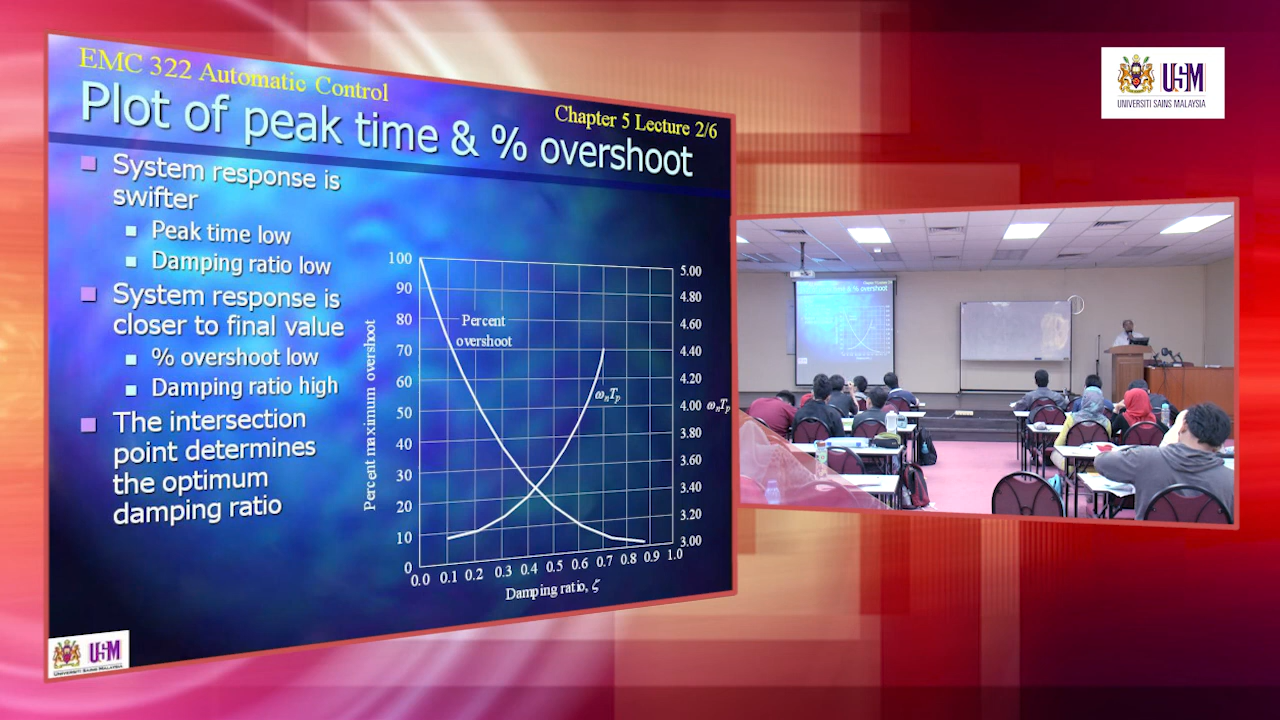 EMC 322 Automatic Control
Chapter 5 Lecture 2/6
Plot of peak time & % overshoot
System response is
swifter
Peak time low
Damping ratio low
System response is
closer to final value
% overshoot low
Damping ratio high
The intersection
point determines
the optimum
damping ratio
Percent maximum overshoot
100
90
80
70
60
50
40
30
20
10
0
Percent
overshoot
ωnTp
5.00
4.80
4.60
4.40
4.20
4.00 ωnTp
3.80
3.60
3.40
3.20
3.00
0.0 0.1 0.2 0.3 0.4 0.5 0.6 0.7 0.8 0.9 1.0
Damping ratio, ζ
USM
UNIVERSITI SAINS MALAYSIA
USM
UNIVERSITI SAINS MALAYSIA
% overshoot